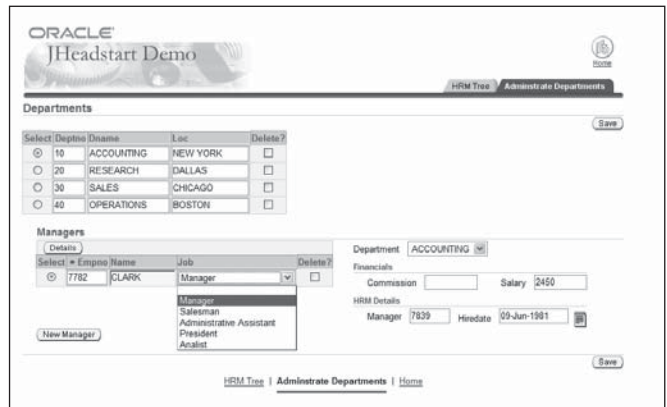 ORACLE
JHeadstart Demo
Home
HRM Tree Adminstrate Departments
Departments
Save
Select Deptno Dname Loc Delete?
10 ACCOUNTING NEW YORK
20 RESEARCH DALLAS
30 SALES CHICAGO
40 OPERATIONS BOSTON
Managers
Details
Select Empno Name Job Delete?
7782 CLARK Manager
Manager
Salesman
Administrative Assistant
President
Analist
New Manager
Department ACCOUNTING
Financials
Commission Salary 2450
HRM Details
Manager 7839 Hiredate 09-Jun-1981
Save
HRM Tree | Adminstrate Departments | Home